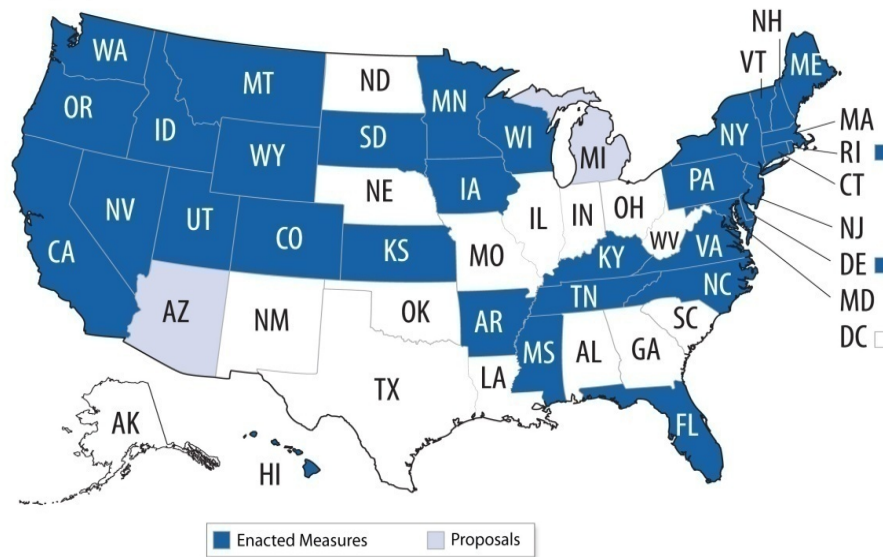 NH
WA
VT
ME
MT
ND
MN
OR
MA
ID
SD
WI
NY
RI
WY
MI
CT
IA
PA
NE
NV
OH
NJ
IL
IN
UT
CO
WV
CA
VA
DE
KS
MO
KY
NC
MD
TN
AZ
OK
NM
AR
SC
DC
MS
AL
GA
LA
TX
AK
FL
HI
Enacted Measures
Proposals